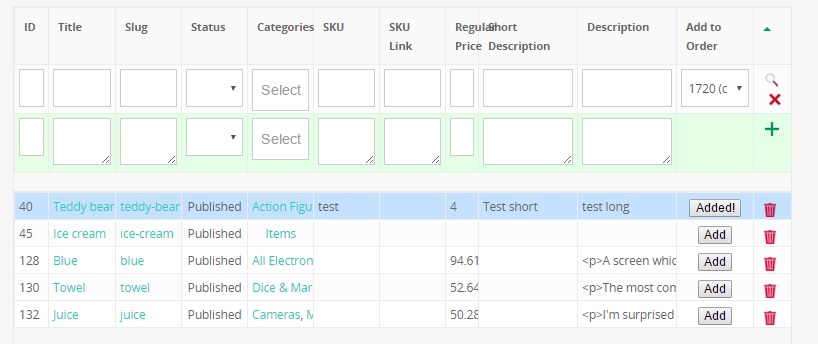 ID Title Slug Status Categories SKU SKU Link Regular Price Short Description Description Add to Order
Select 1720 (c
Select
40 Teddy bear teddy-bear Published Action Figu test 4 Test short test long Added!
45 Ice cream ice-cream Published Items Add
128 Blue blue Published All Electron 94.61 <p>A screen whic Add
130 Towel towel Published Dice & Mar 52.64 <p>The most com Add
132 Juice juice Published Cameras, M 50.28 <p>I'm surprised Add